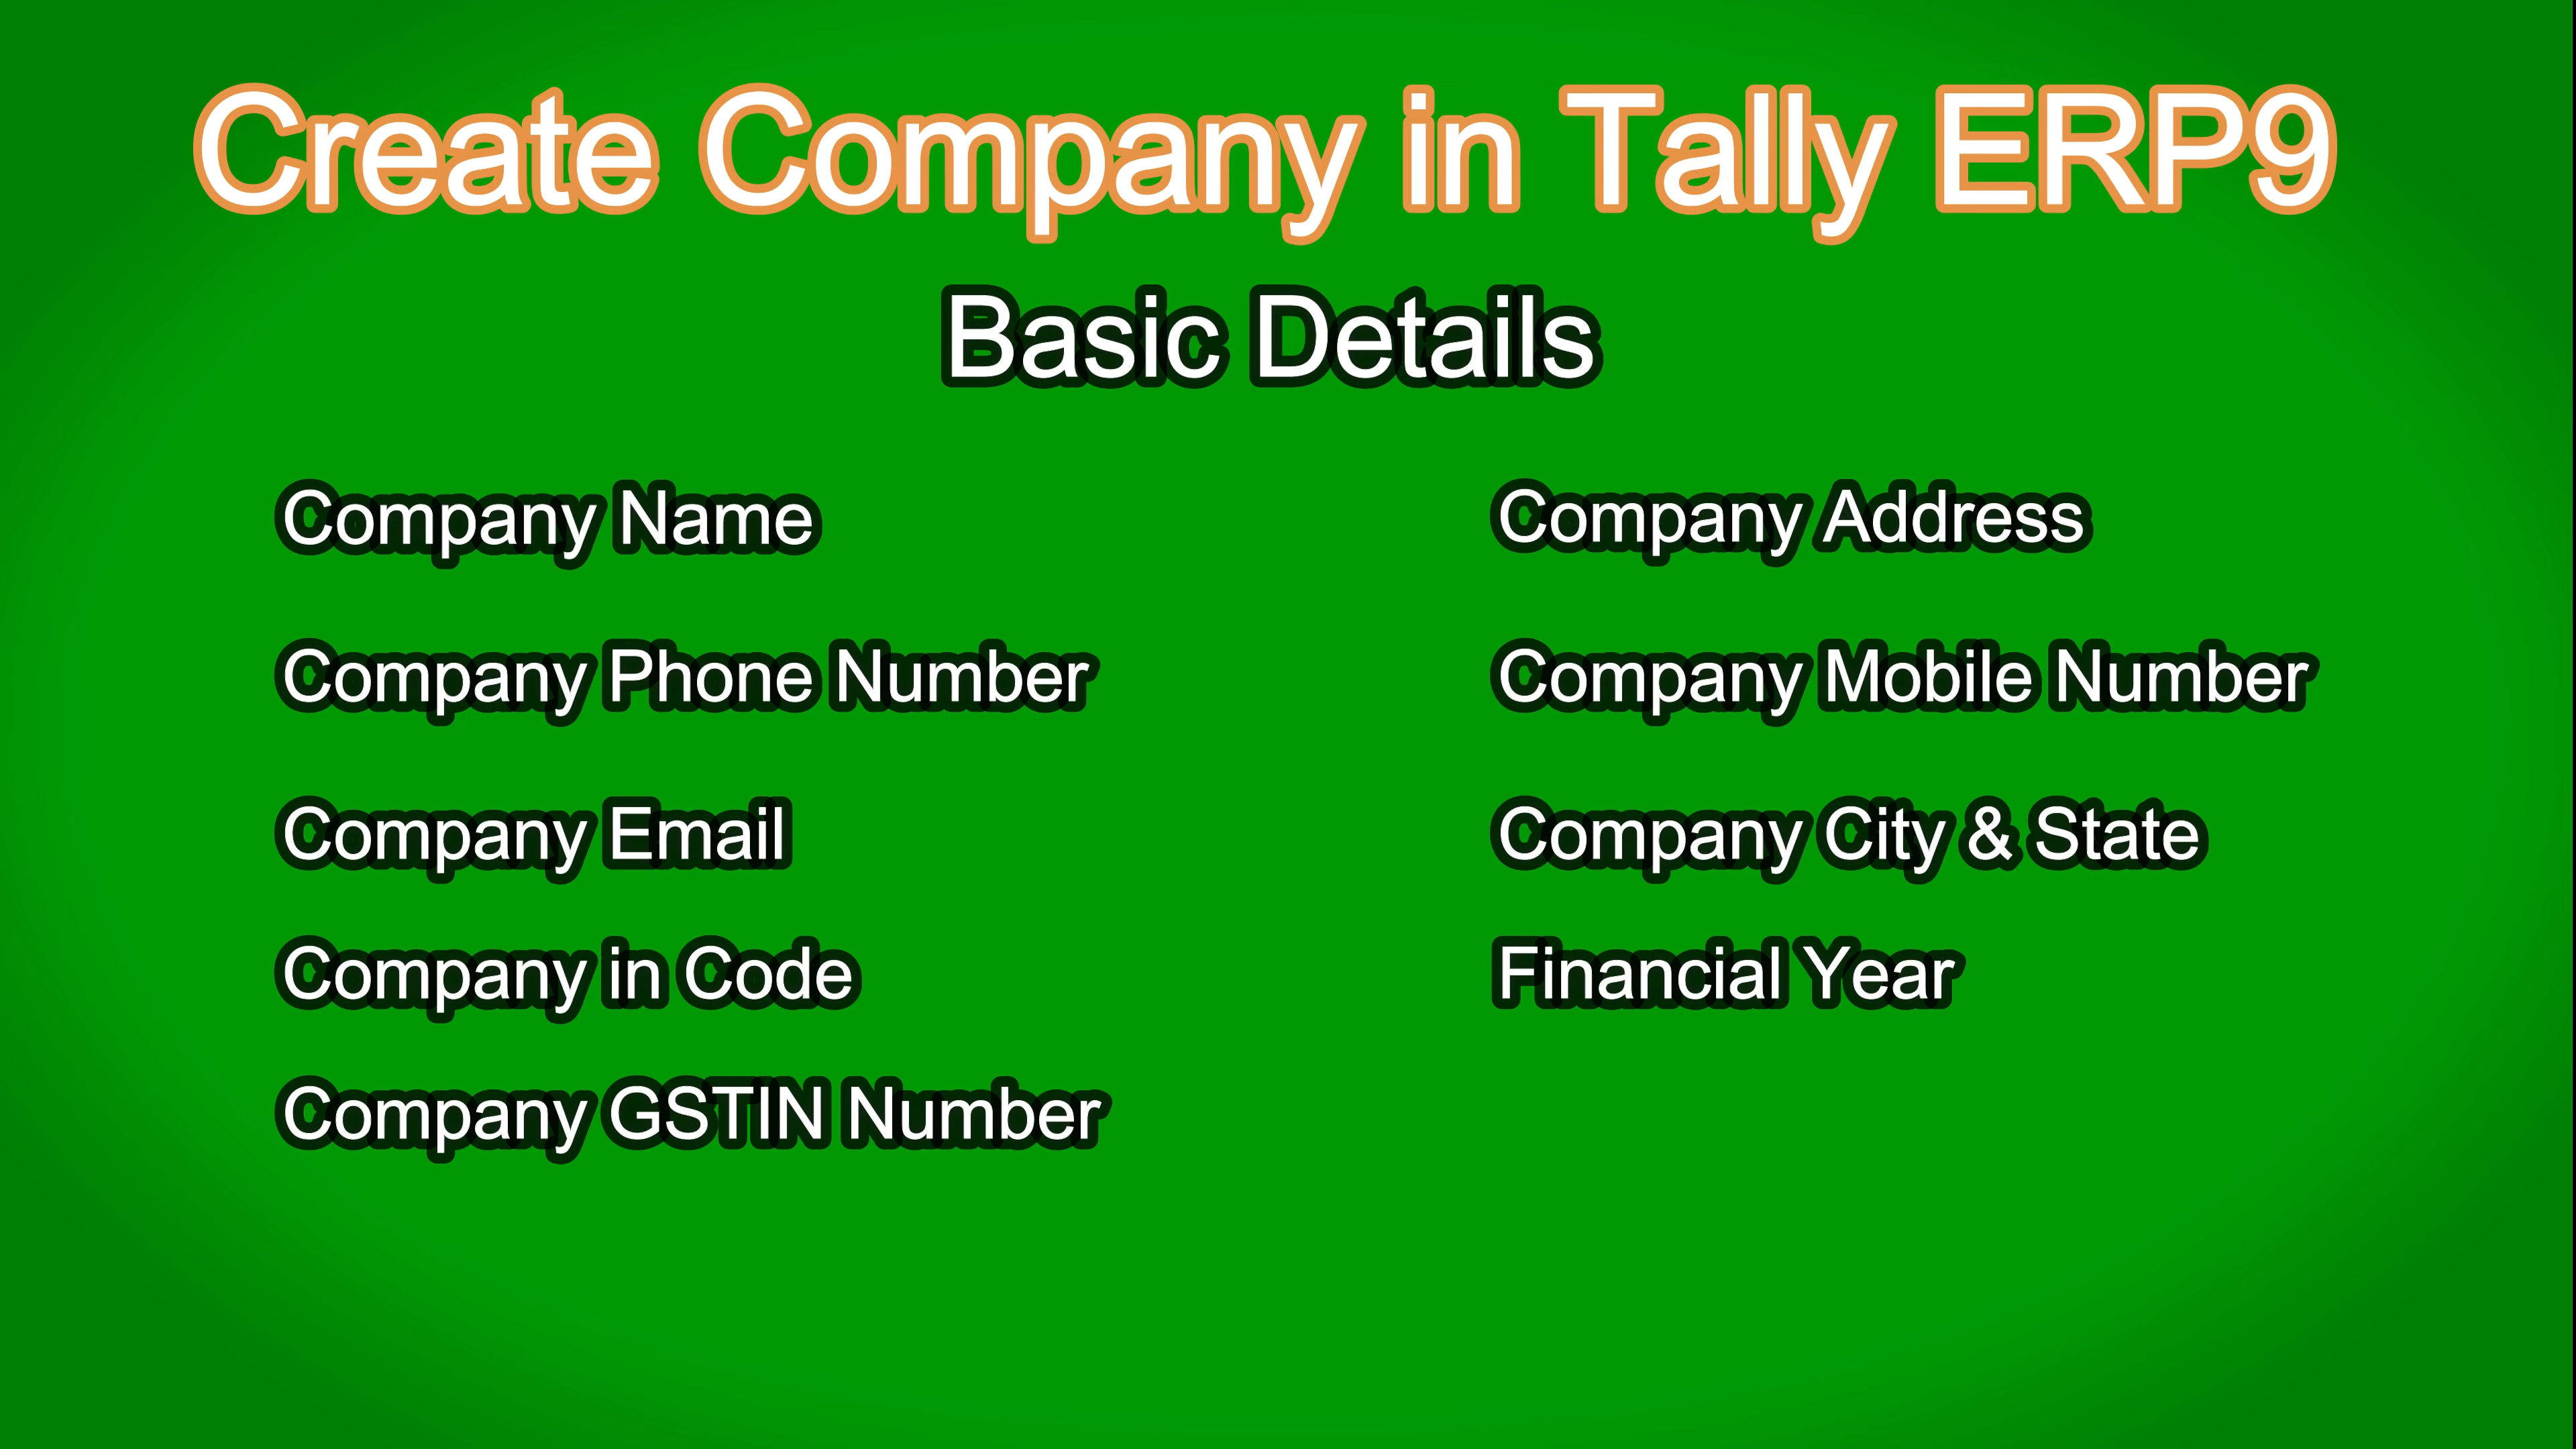 Create Company in Tally ERP9
Basic Details
Company Name
Company Address
Company Phone Number
Company Mobile Number
Company Email
Company City & State
Company in Code
Financial Year
Company GSTIN Number